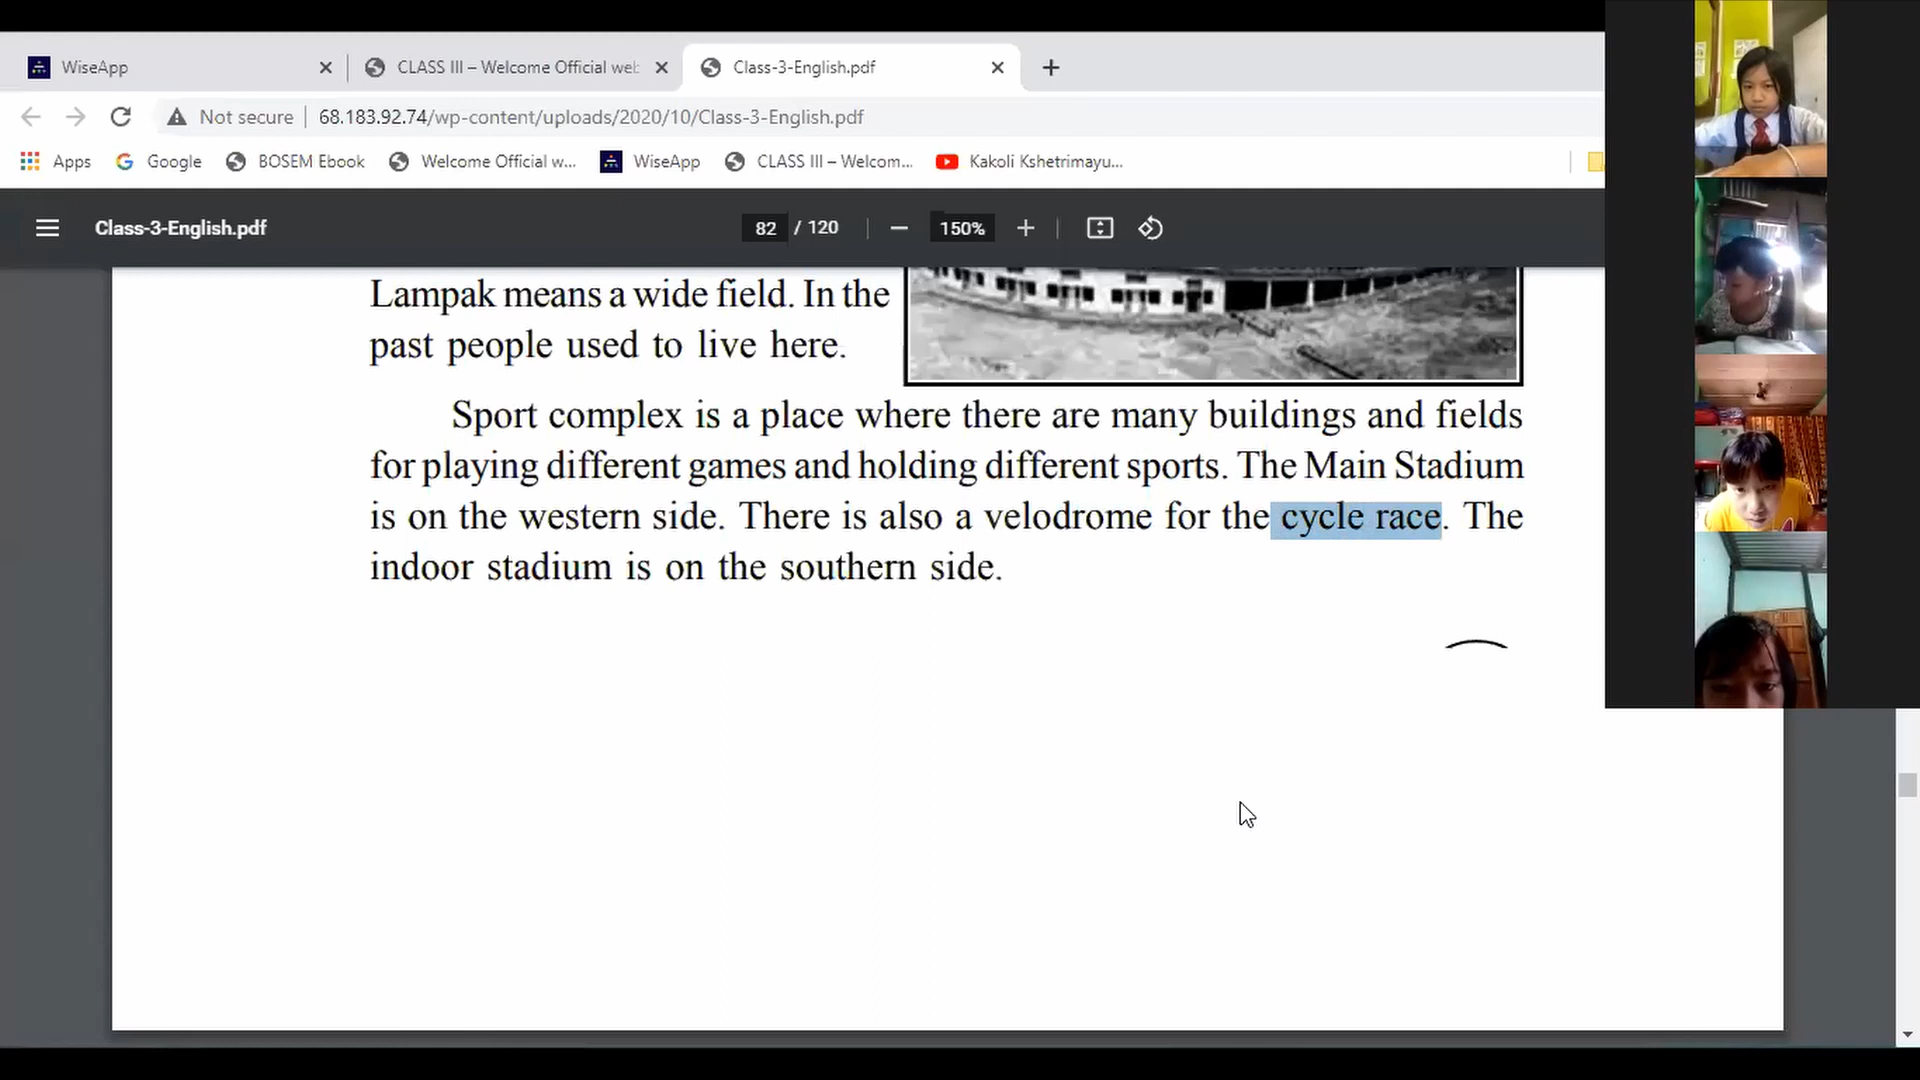 WiseApp
CLASS III – Welcome Official web
Class-3-English.pdf
Not secure
68.183.92.74/wp-content/uploads/2020/10/Class-3-English.pdf
Apps
Google
BOSEM Ebook
Welcome Official w...
WiseApp
CLASS III – Welcom...
Kakoli Kshetrimayu...
Class-3-English.pdf
82 / 120
150%
Lampak means a wide field. In the
past people used to live here.
Sport complex is a place where there are many buildings and fields
for playing different games and holding different sports. The Main Stadium
is on the western side. There is also a velodrome for the cycle race. The
indoor stadium is on the southern side.